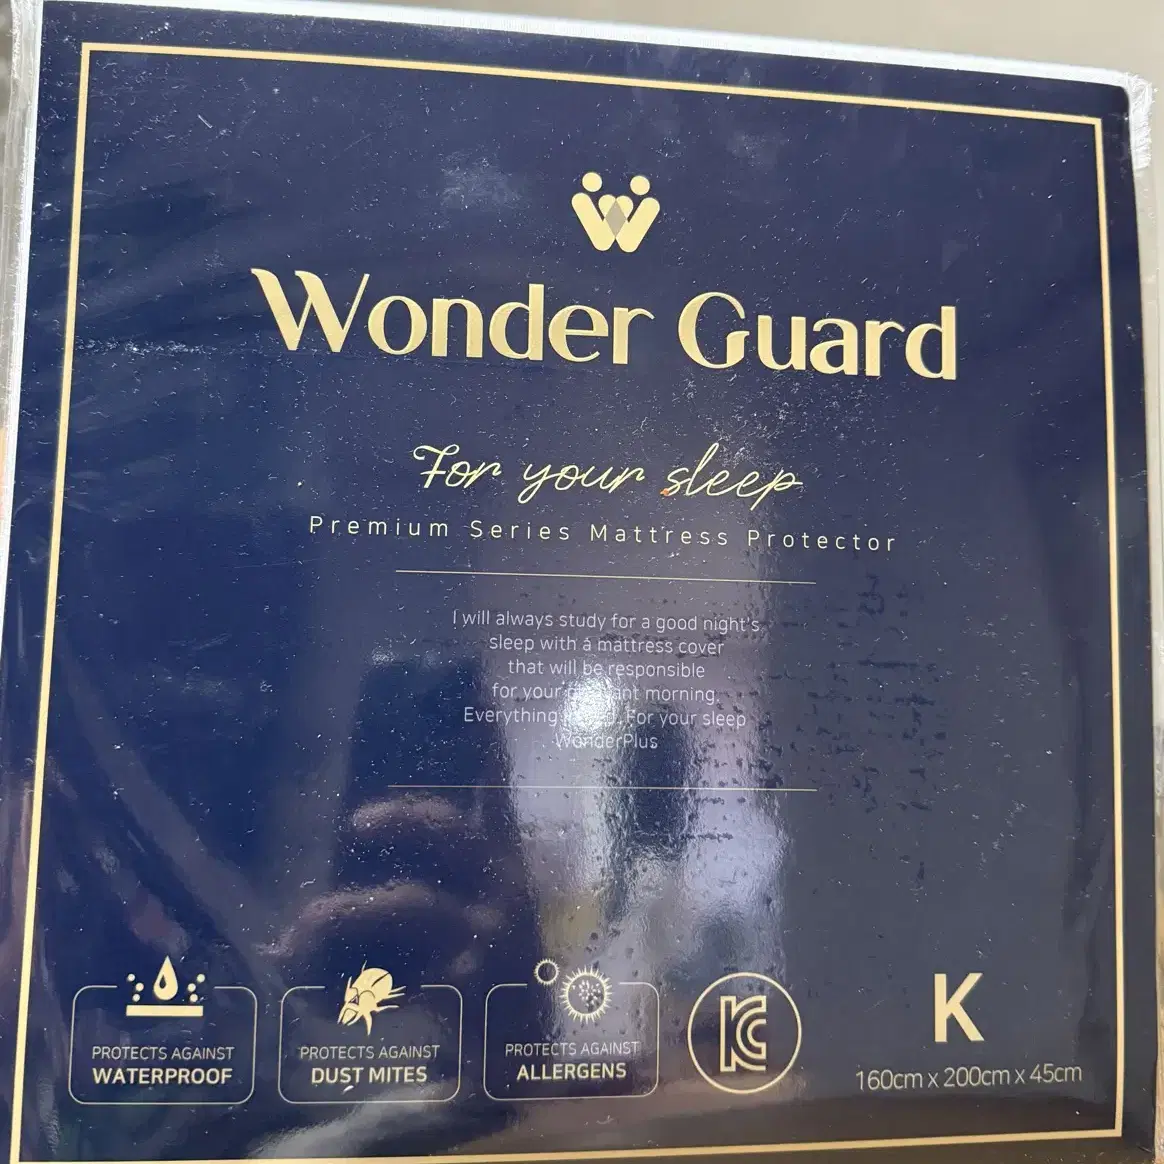 Wonder Guard
For your sleep
Premium Series Mattress Protector
I will always study for a good night's
sleep with a mattress cover
that will be responsible
for your morning.
Everything For your sleep
WonderPlus
PROTECTS AGAINST
WATERPROOF
PROTECTS AGAINST
DUST MITES
PROTECTS AGAINST
ALLERGENS
KC
K
160cm x 200cm x 45cm